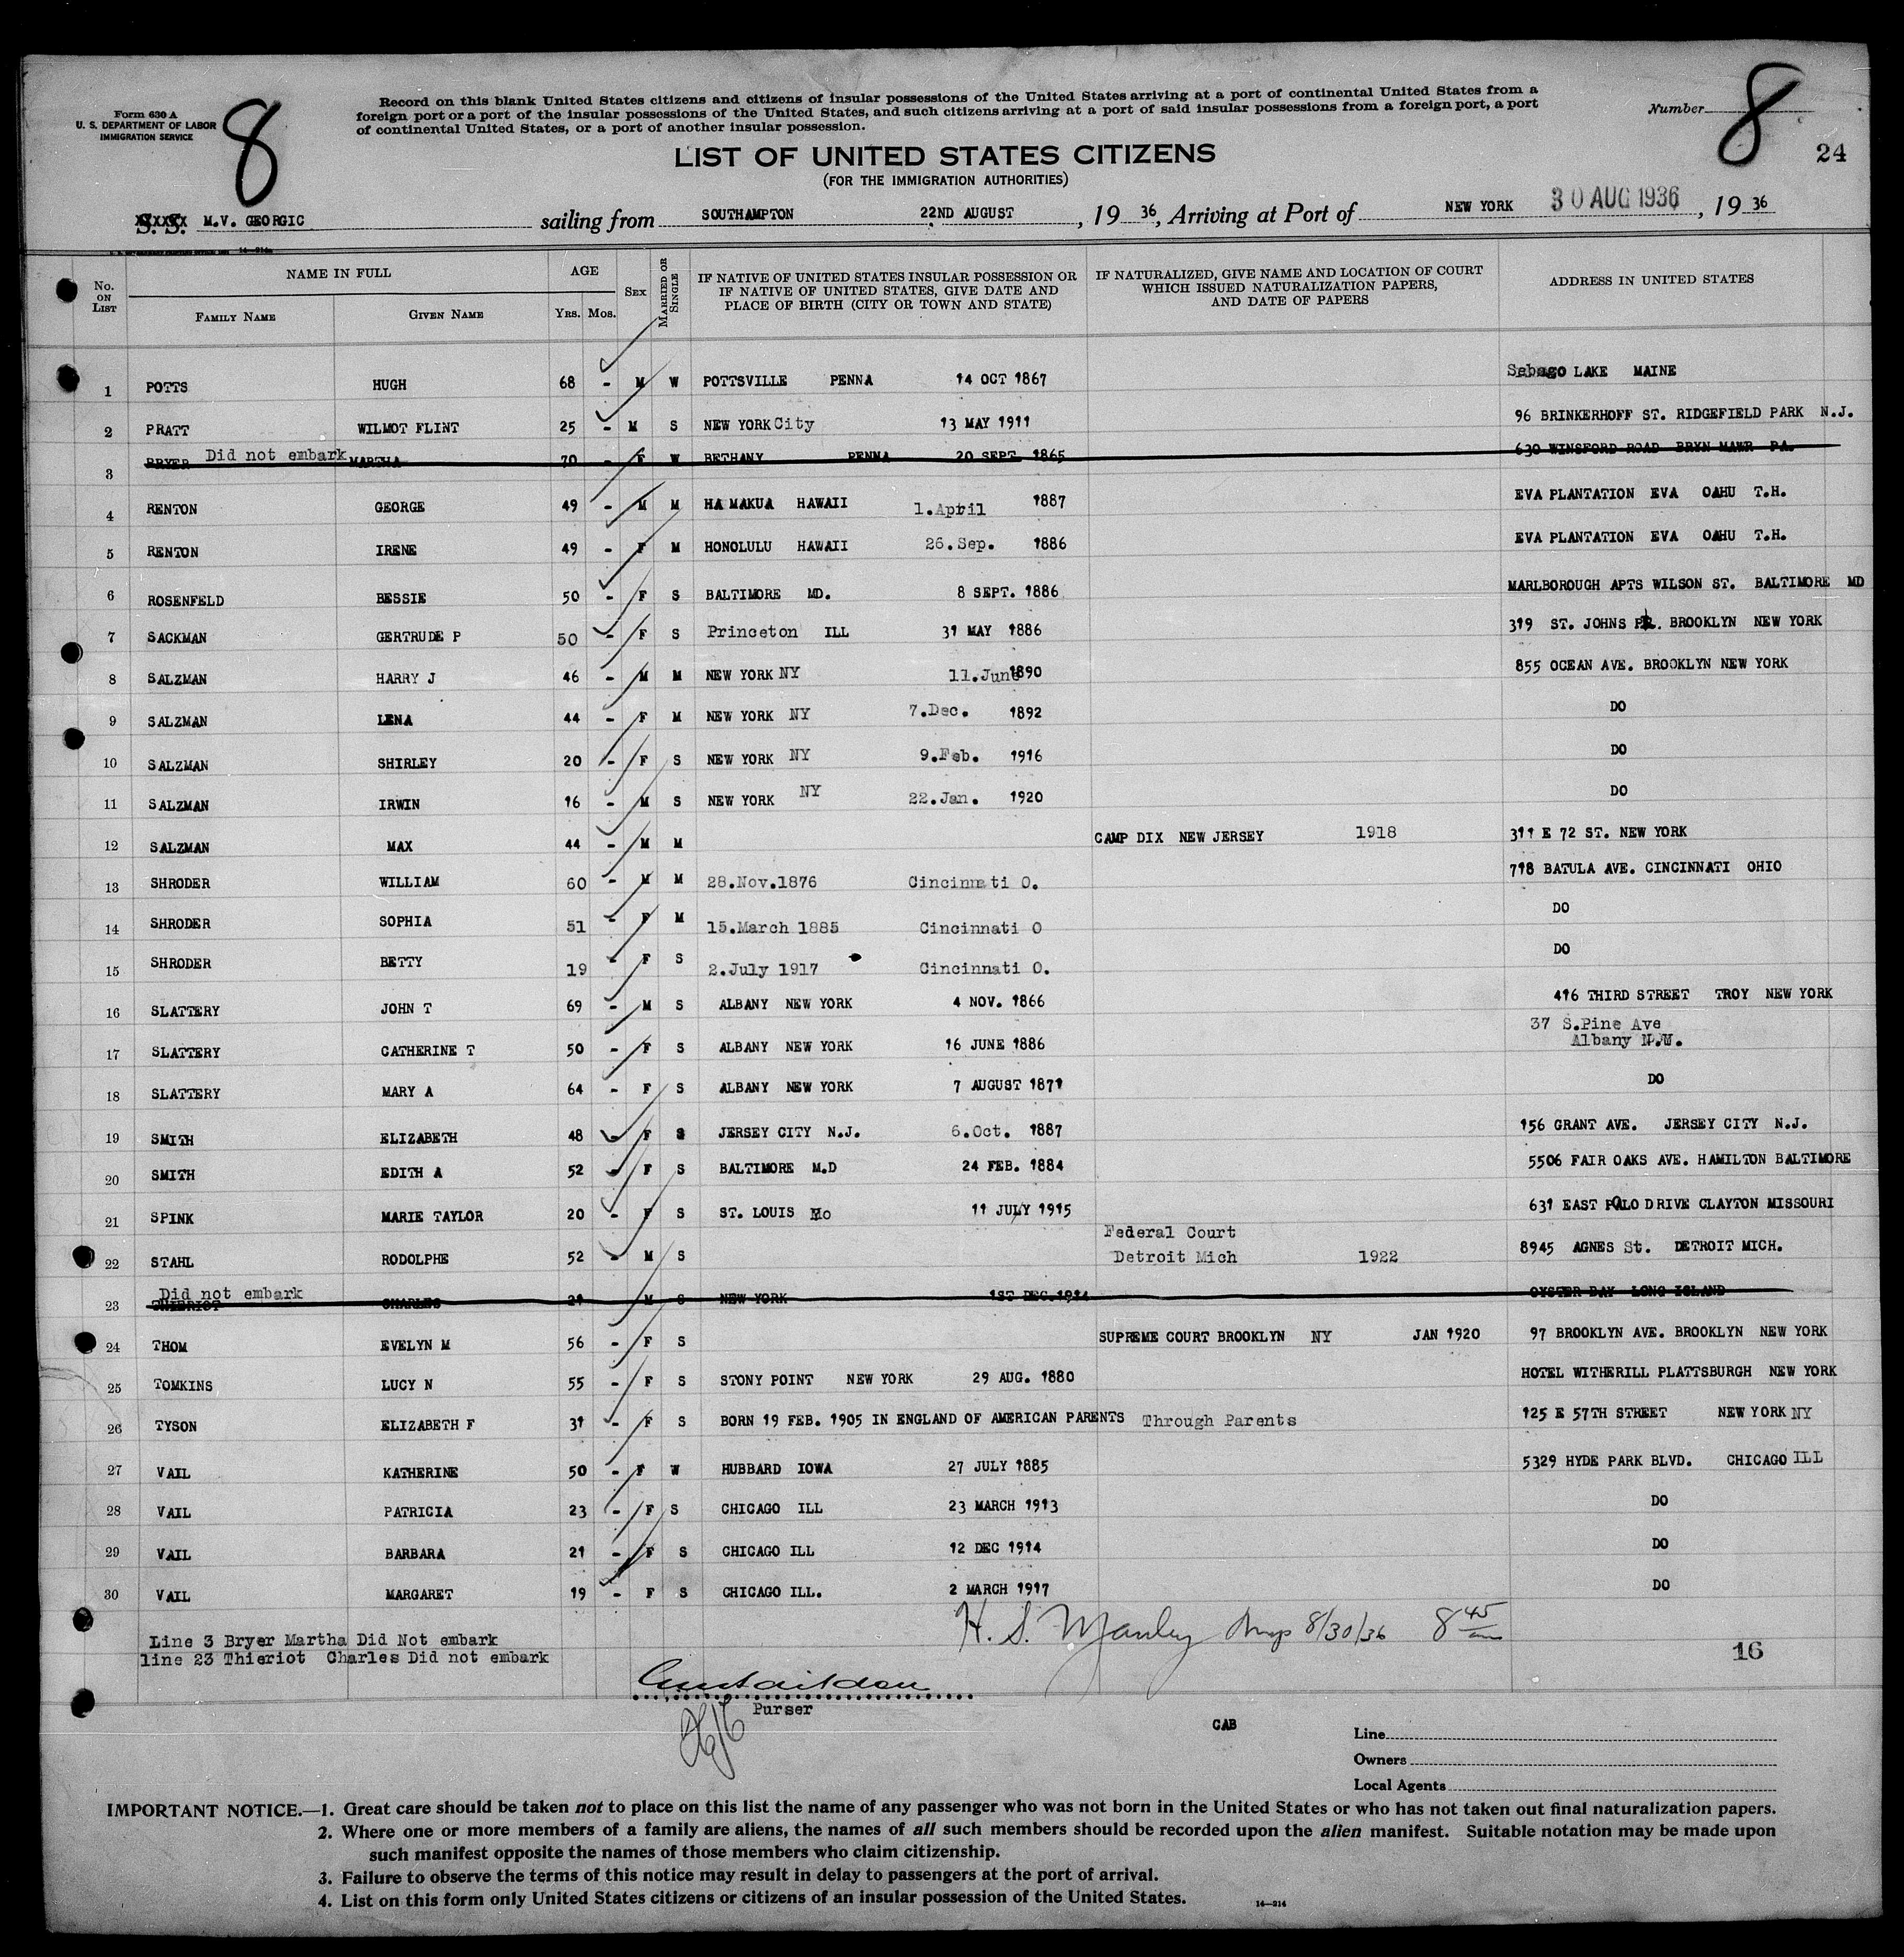 Form 630 A
U. S. DEPARTMENT OF LABOR
IMMIGRATION SERVICE
8
Record on this blank United States citizens and citizens of insular possessions of the United States arriving at a port of continental United States from a
foreign port or a port of the insular possessions of the United States, and such citizens arriving at a port of said insular possessions from a foreign port, a port
of continental United States, or a port of another insular possession.
Number 8
24
LIST OF UNITED STATES CITIZENS
(FOR THE IMMIGRATION AUTHORITIES)
S. S. M.V. GEORGIC sailing from SOUTHAMPTON 22ND AUGUST, 19 36, Arriving at Port of NEW YORK 30 AUG 1936, 19 36
No. ON LIST
NAME IN FULL
FAMILY NAME GIVEN NAME
AGE
YRS. MOS.
SEX
MARRIED OR SINGLE
IF NATIVE OF UNITED STATES INSULAR POSSESSION OR
IF NATIVE OF UNITED STATES, GIVE DATE AND
PLACE OF BIRTH (CITY OR TOWN AND STATE)
IF NATURALIZED, GIVE NAME AND LOCATION OF COURT
WHICH ISSUED NATURALIZATION PAPERS,
AND DATE OF PAPERS
ADDRESS IN UNITED STATES
1 POTTS HUGH 68 - M W POTTSVILLE PENNA 14 OCT 1867 Sebago LAKE MAINE
2 PRATT WILMOT FLINT 25 - M S NEW YORK City 13 MAY 1911 96 BRINKERHOFF ST. RIDGEFIELD PARK N.J.
3 BRYER Did not embark MARTHA 70 - F W BETHANY PENNA 20 SEPT 1865 630 WINSFORD ROAD BRYN MAWR PA.
4 RENTON GEORGE 49 - M M HAMAKUA HAWAII 1.April 1887 EVA PLANTATION EVA OAHU T.H.
5 RENTON IRENE 49 - F M HONOLULU HAWAII 26.Sep. 1886 EVA PLANTATION EVA OAHU T.H.
6 ROSENFELD BESSIE 50 - F S BALTIMORE MD. 8 SEPT. 1886 MARLBOROUGH APTS WILSON ST. BALTIMORE MD
7 SACKMAN GERTRUDE P 50 - F S Princeton ILL 31 MAY 1886 319 ST. JOHNS PL. BROOKLYN NEW YORK
8 SALZMAN HARRY J 46 - M M NEW YORK NY 11.June 1890 855 OCEAN AVE. BROOKLYN NEW YORK
9 SALZMAN LENA 44 - F M NEW YORK NY 7.Dec. 1892 DO
10 SALZMAN SHIRLEY 20 - F S NEW YORK NY 9.Feb. 1916 DO
11 SALZMAN IRWIN 16 - M S NEW YORK NY 22.Jan. 1920 DO
12 SALZMAN MAX 44 - M M CAMP DIX NEW JERSEY 1918 311 E 72 ST. NEW YORK
13 SHRODER WILLIAM 60 - M M 28.Nov.1876 Cincinnati O. 718 BATULA AVE. CINCINNATI OHIO
14 SHRODER SOPHIA 51 - F M 15.March 1885 Cincinnati O DO
15 SHRODER BETTY 19 - F S 2.July 1917 Cincinnati O. DO
16 SLATTERY JOHN T 69 - M S ALBANY NEW YORK 4 NOV. 1866 416 THIRD STREET TROY NEW YORK
17 SLATTERY CATHERINE T 50 - F S ALBANY NEW YORK 16 JUNE 1886 37 S.Pine Ave
Albany N.Y.
18 SLATTERY MARY A 64 - F S ALBANY NEW YORK 7 AUGUST 1871 DO
19 SMITH ELIZABETH 48 - F S JERSEY CITY N.J. 6.Oct. 1887 156 GRANT AVE. JERSEY CITY N.J.
20 SMITH EDITH A 52 - F S BALTIMORE M.D 24 FEB. 1884 5506 FAIR OAKS AVE. HAMILTON BALTIMORE
21 SPINK MARIE TAYLOR 20 - F S ST. LOUIS Mo 11 JULY 1915 631 EAST POLO DRIVE CLAYTON MISSOURI
22 STAHL RODOLPHE 52 - M S Federal Court
Detroit Mich 1922 8945 AGNES St. DETROIT MICH.
23 Did not embark
THIERIOT CHARLES 21 M S NEW YORK 1ST DEC.1914 OYSTER BAY LONG ISLAND
24 THOM EVELYN M 56 - F S SUPREME COURT BROOKLYN NY JAN 1920 97 BROOKLYN AVE. BROOKLYN NEW YORK
25 TOMKINS LUCY N 55 - F S STONY POINT NEW YORK 29 AUG. 1880 HOTEL WITHERILL PLATTSBURGH NEW YORK
26 TYSON ELIZABETH F 31 - F S BORN 19 FEB. 1905 IN ENGLAND OF AMERICAN PARENTS Through Parents 125 E 57TH STREET NEW YORK NY
27 VAIL KATHERINE 50 - F W HUBBARD IOWA 27 JULY 1885 5329 HYDE PARK BLVD. CHICAGO ILL
28 VAIL PATRICIA 23 - F S CHICAGO ILL 23 MARCH 1913 DO
29 VAIL BARBARA 21 - F S CHICAGO ILL 12 DEC 1914 DO
30 VAIL MARGARET 19 - F S CHICAGO ILL. 2 MARCH 1917 DO
H. S. Manley 8/30/36 8 45 am
Line 3 Bryer Martha Did Not embark
line 23 Thieriot Charles Did not embark
16
Purser
CAB
Line
Owners
Local Agents
IMPORTANT NOTICE.—1. Great care should be taken not to place on this list the name of any passenger who was not born in the United States or who has not taken out final naturalization papers.
2. Where one or more members of a family are aliens, the names of all such members should be recorded upon the alien manifest. Suitable notation may be made upon
such manifest opposite the names of those members who claim citizenship.
3. Failure to observe the terms of this notice may result in delay to passengers at the port of arrival.
4. List on this form only United States citizens or citizens of an insular possession of the United States.
14—214